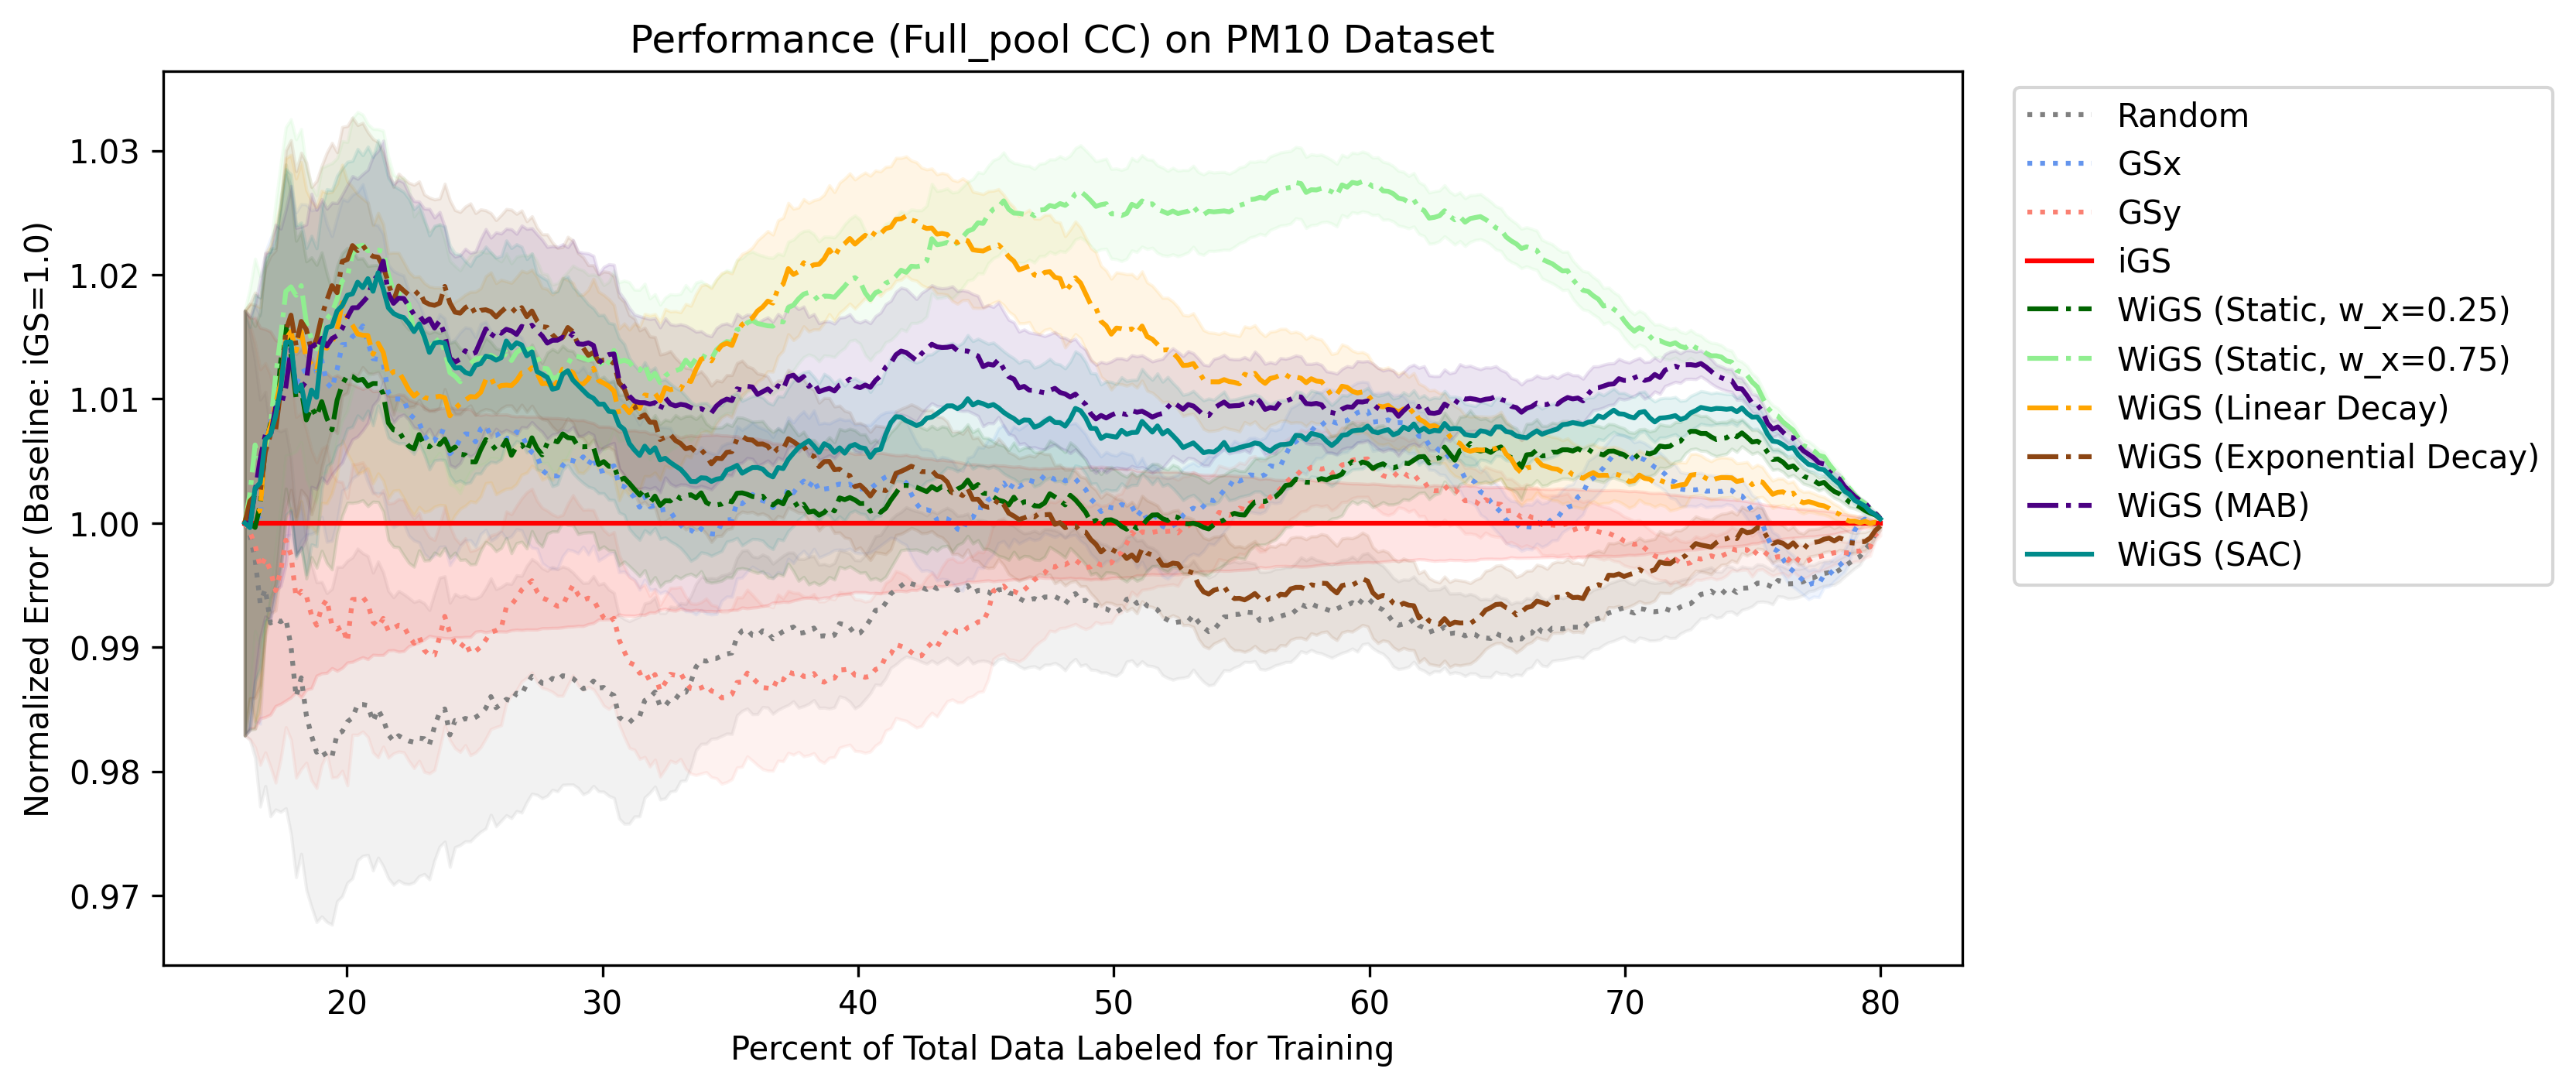 Performance (Full_pool CC) on PM10 Dataset
Normalized Error (Baseline: iGS=1.0)
1.03
1.02
1.01
1.00
0.99
0.98
0.97
20 30 40 50 60 70 80
Percent of Total Data Labeled for Training
Random
GSx
GSy
iGS
WiGS (Static, w_x=0.25)
WiGS (Static, w_x=0.75)
WiGS (Linear Decay)
WiGS (Exponential Decay)
WiGS (MAB)
WiGS (SAC)